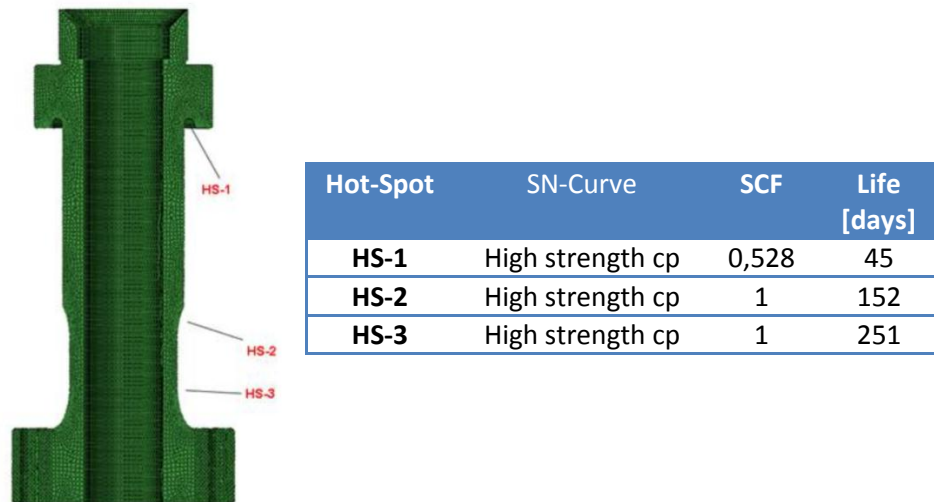 HS-1
HS-2
HS-3
Hot-Spot SN-Curve SCF Life
[days]
HS-1 High strength cp 0,528 45
HS-2 High strength cp 1 152
HS-3 High strength cp 1 251